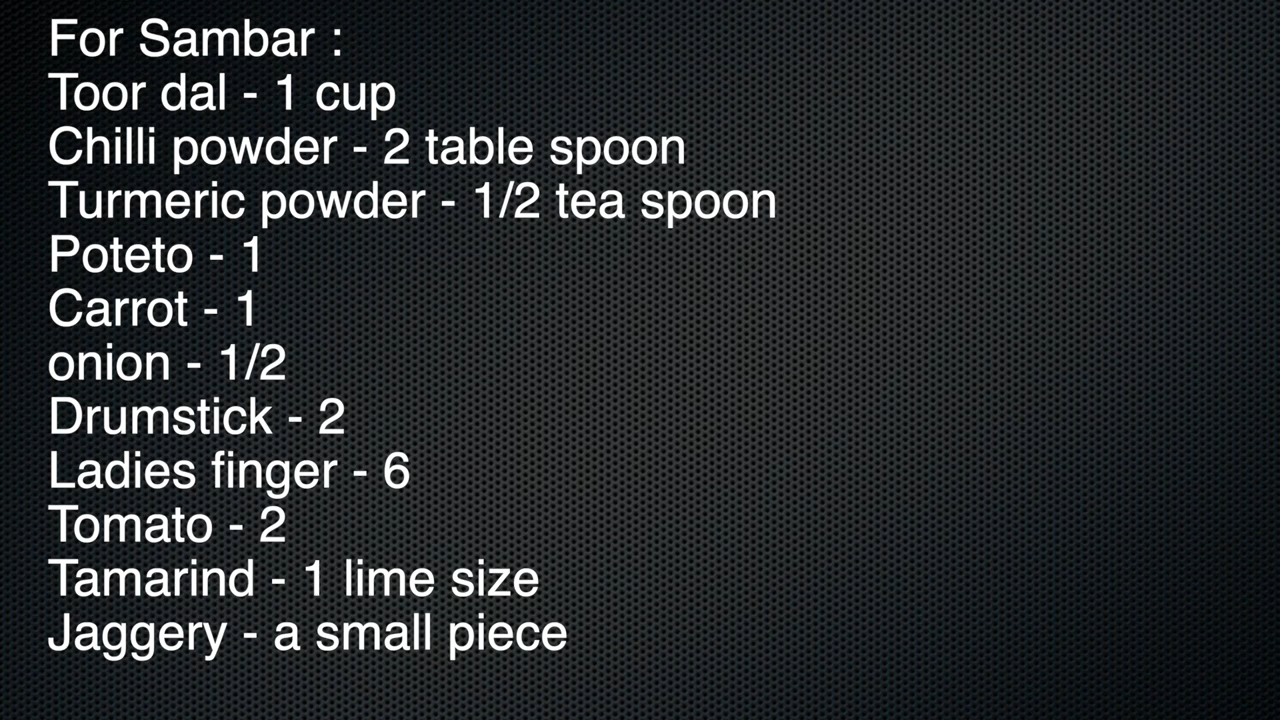 For Sambar :
Toor dal - 1 cup
Chilli powder - 2 table spoon
Turmeric powder - 1/2 tea spoon
Poteto - 1
Carrot - 1
onion - 1/2
Drumstick - 2
Ladies finger - 6
Tomato - 2
Tamarind - 1 lime size
Jaggery - a small piece